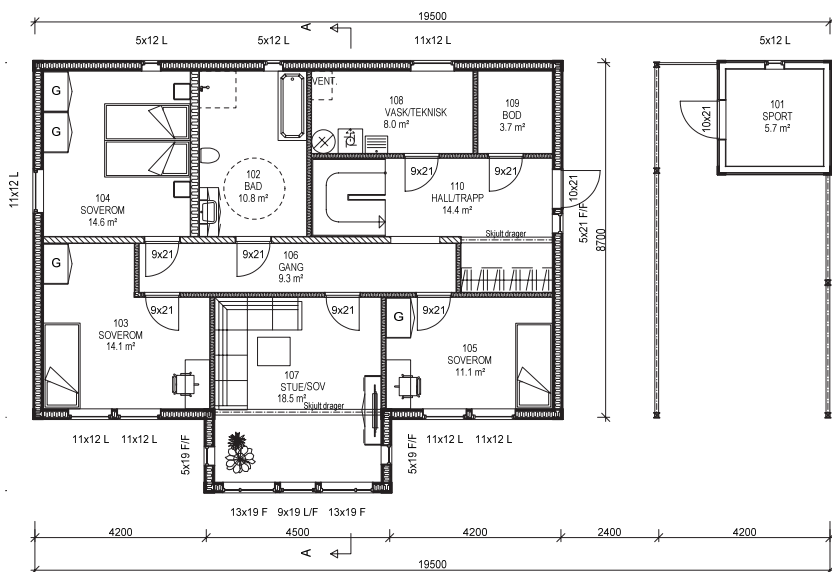 19500
A
5x12 L
5x12 L
11x12 L
5x12 L
G
VENT.
108
VASK/TEKNISK
8.0 m²
109
BOD
3.7 m²
101
SPORT
5.7 m²
10x21
G
11x12 L
104
SOVEROM
14.6 m²
102
BAD
10.8 m²
9x21
9x21
110
HALL/TRAPP
14.4 m²
10x21
5x21 F/F
Skjult drager
8700
G
9x21
9x21
106
GANG
9.3 m²
9x21
9x21
G
9x21
103
SOVEROM
14.1 m²
107
STUE/SOV
18.5 m²
Skjult drager
105
SOVEROM
11.1 m²
11x12 L
11x12 L
5x19 F/F
5x19 F/F
11x12 L
11x12 L
13x19 F
9x19 L/F
13x19 F
4200
4500
4200
2400
4200
A
19500